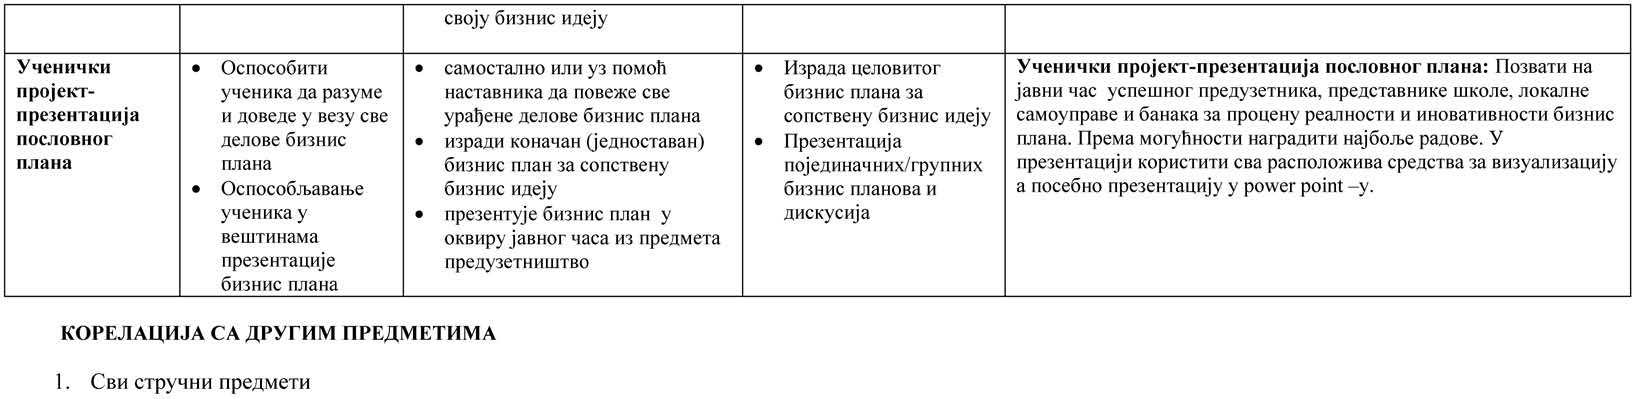 своју бизнис идеју
Ученички
пројект-
презентација
пословног
плана
• Оспособити
ученика да разуме
и доведе у везу све
делове бизнис
плана
• Оспособљавање
ученика у
вештинама
презентације
бизнис плана
• самостално или уз помоћ
наставника да повеже све
урађене делове бизнис плана
• изради коначан (једноставан)
бизнис план за сопствену
бизнис идеју
• презентује бизнис план у
оквиру јавног часа из предмета
предузетништво
• Израда целовитог
бизнис плана за
сопствену бизнис идеју
• Презентација
појединачних/групних
бизнис планова и
дискусија
Ученички пројект-презентација пословног плана: Позвати на
јавни час успешног предузетника, представнике школе, локалне
самоуправе и банака за процену реалности и иновативности бизнис
плана. Према могућности наградити најбоље радове. У
презентацији користити сва расположива средства за визуализацију
а посебно презентацију у power point –у.
КОРЕЛАЦИЈА СА ДРУГИМ ПРЕДМЕТИМА
1. Сви стручни предмети